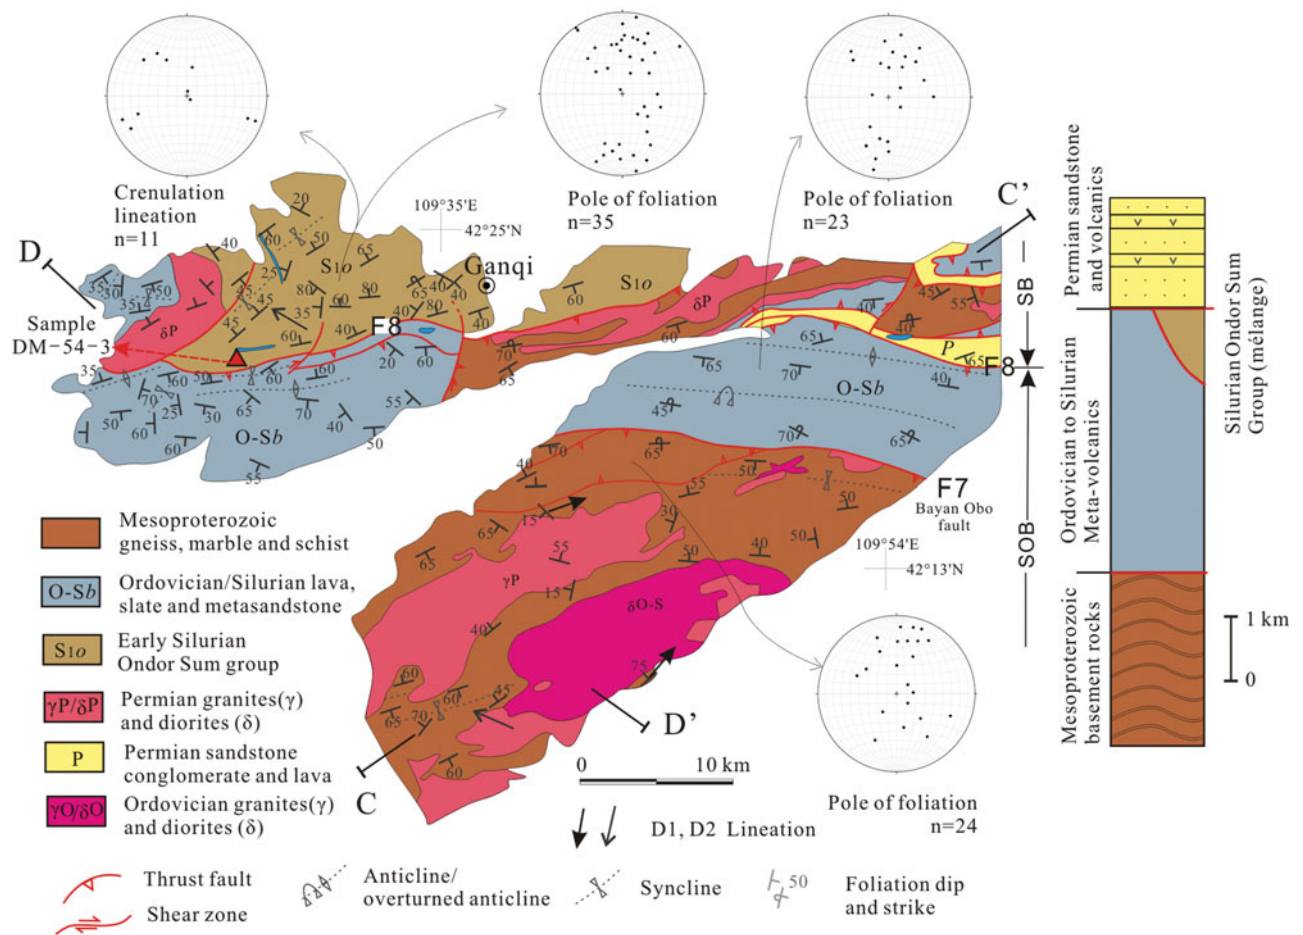 Crenulation
lineation
n=11
Pole of foliation
n=35
Pole of foliation
n=23
109°35'E
42°25'N
C'
D
Sample
DM-54-3
Ganqi
S1o
S1o
δP
δP
F8
F8
P
O-Sb
O-Sb
SB
SOB
F7
Bayan Obo
fault
109°54'E
42°13'N
γP
δO-S
D'
C
0 10 km
D1, D2 Lineation
Pole of foliation
n=24
Mesoproterozoic
gneiss, marble and schist
O-Sb
Ordovician/Silurian lava,
slate and metasandstone
S1o
Early Silurian
Ondor Sum group
γP/δP
Permian granites(γ)
and diorites (δ)
P
Permian sandstone
conglomerate and lava
γO/δO
Ordovician granites(γ)
and diorites (δ)
Thrust fault
Shear zone
Anticline/
overturned anticline
Syncline
50
Foliation dip
and strike
Permian sandstone
and volcanics
Ordovician to Silurian
Meta-volcanics
Mesoproterozoic
basement rocks
Silurian Ondor Sum
Group (mélange)
1 km
0